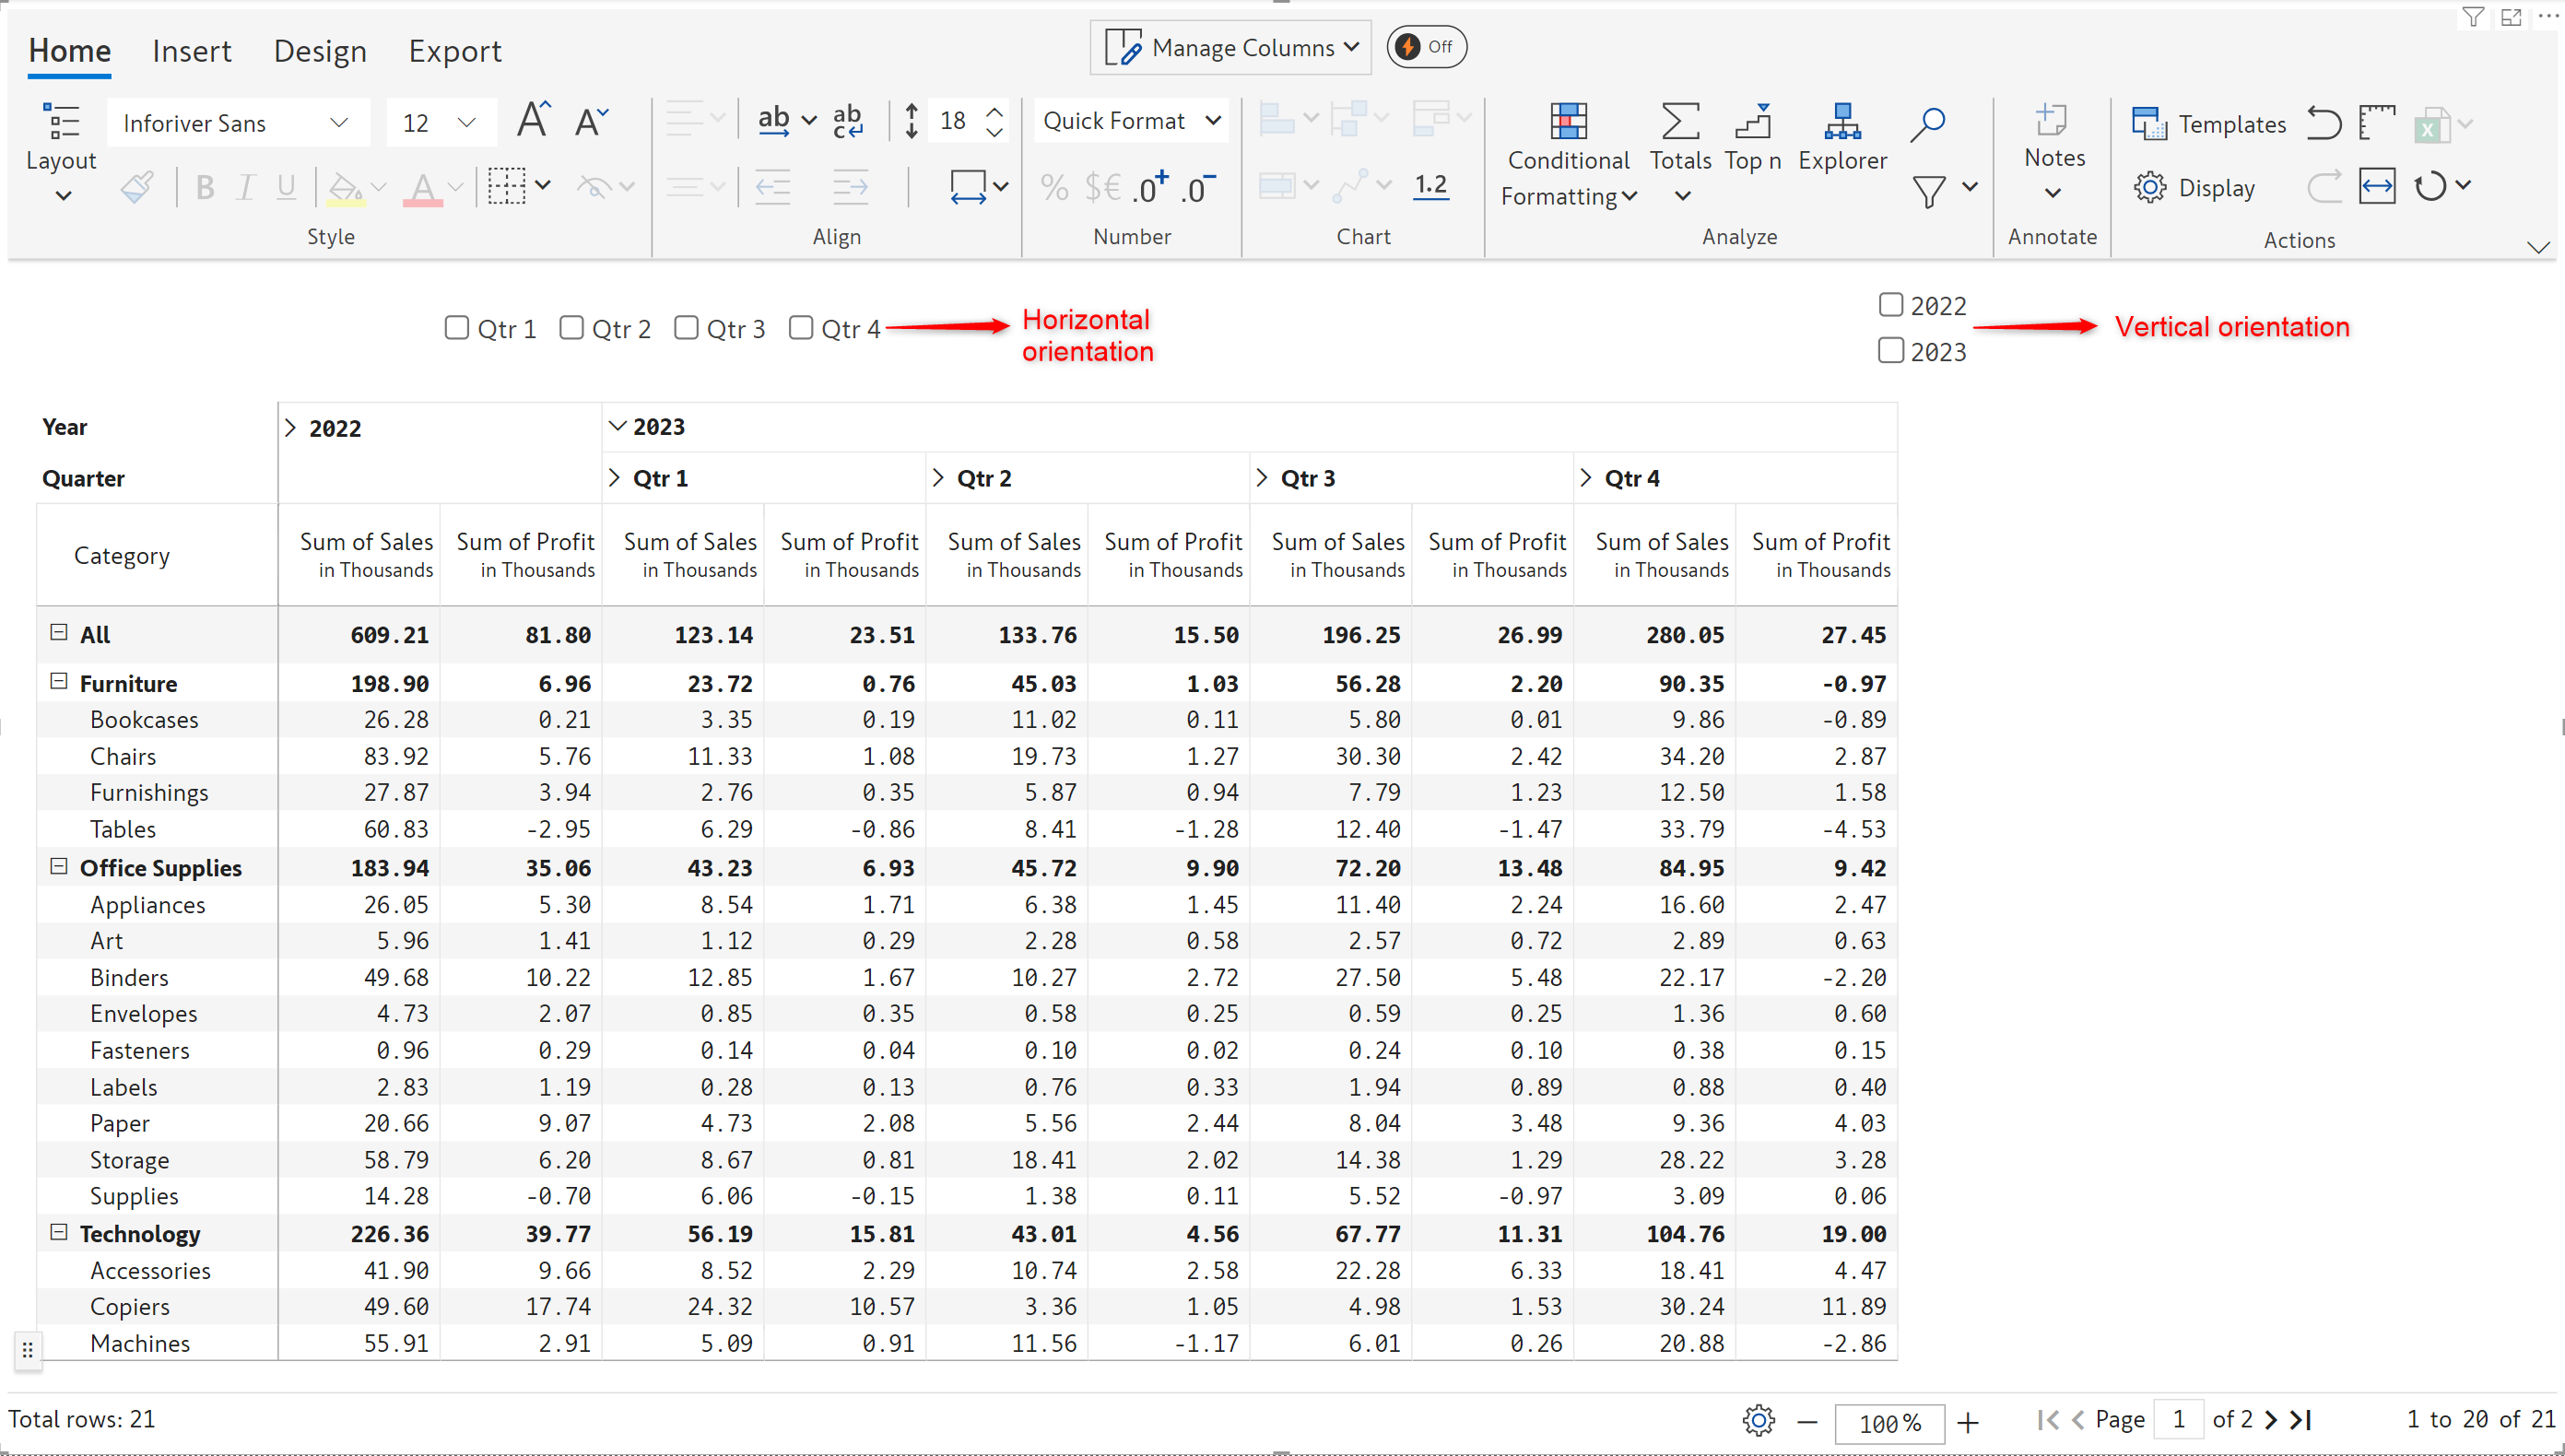 Home Insert Design Export Manage Columns Off
Inforiver Sans 12 ab ab c 18 Quick Format
Layout Conditional Formatting Totals Top n Explorer Notes Templates
B I U A % $€ .0 .0 1.2 Display
Style Align Number Chart Analyze Annotate Actions
Qtr 1 Qtr 2 Qtr 3 Qtr 4 Horizontal orientation
2022 Vertical orientation
2023
Year 2022 2023
Quarter Qtr 1 Qtr 2 Qtr 3 Qtr 4
Category Sum of Sales Sum of Profit Sum of Sales Sum of Profit Sum of Sales Sum of Profit Sum of Sales Sum of Profit Sum of Sales Sum of Profit
in Thousands in Thousands in Thousands in Thousands in Thousands in Thousands in Thousands in Thousands in Thousands in Thousands
All 609.21 81.80 123.14 23.51 133.76 15.50 196.25 26.99 280.05 27.45
Furniture 198.90 6.96 23.72 0.76 45.03 1.03 56.28 2.20 90.35 -0.97
Bookcases 26.28 0.21 3.35 0.19 11.02 0.11 5.80 0.01 9.86 -0.89
Chairs 83.92 5.76 11.33 1.08 19.73 1.27 30.30 2.42 34.20 2.87
Furnishings 27.87 3.94 2.76 0.35 5.87 0.94 7.79 1.23 12.50 1.58
Tables 60.83 -2.95 6.29 -0.86 8.41 -1.28 12.40 -1.47 33.79 -4.53
Office Supplies 183.94 35.06 43.23 6.93 45.72 9.90 72.20 13.48 84.95 9.42
Appliances 26.05 5.30 8.54 1.71 6.38 1.45 11.40 2.24 16.60 2.47
Art 5.96 1.41 1.12 0.29 2.28 0.58 2.57 0.72 2.89 0.63
Binders 49.68 10.22 12.85 1.67 10.27 2.72 27.50 5.48 22.17 -2.20
Envelopes 4.73 2.07 0.85 0.35 0.58 0.25 0.59 0.25 1.36 0.60
Fasteners 0.96 0.29 0.14 0.04 0.10 0.02 0.24 0.10 0.38 0.15
Labels 2.83 1.19 0.28 0.13 0.76 0.33 1.94 0.89 0.88 0.40
Paper 20.66 9.07 4.73 2.08 5.56 2.44 8.04 3.48 9.36 4.03
Storage 58.79 6.20 8.67 0.81 18.41 2.02 14.38 1.29 28.22 3.28
Supplies 14.28 -0.70 6.06 -0.15 1.38 0.11 5.52 -0.97 3.09 0.06
Technology 226.36 39.77 56.19 15.81 43.01 4.56 67.77 11.31 104.76 19.00
Accessories 41.90 9.66 8.52 2.29 10.74 2.58 22.28 6.33 18.41 4.47
Copiers 49.60 17.74 24.32 10.57 3.36 1.05 4.98 1.53 30.24 11.89
Machines 55.91 2.91 5.09 0.91 11.56 -1.17 6.01 0.26 20.88 -2.86
Total rows: 21 100% Page 1 of 2 1 to 20 of 21